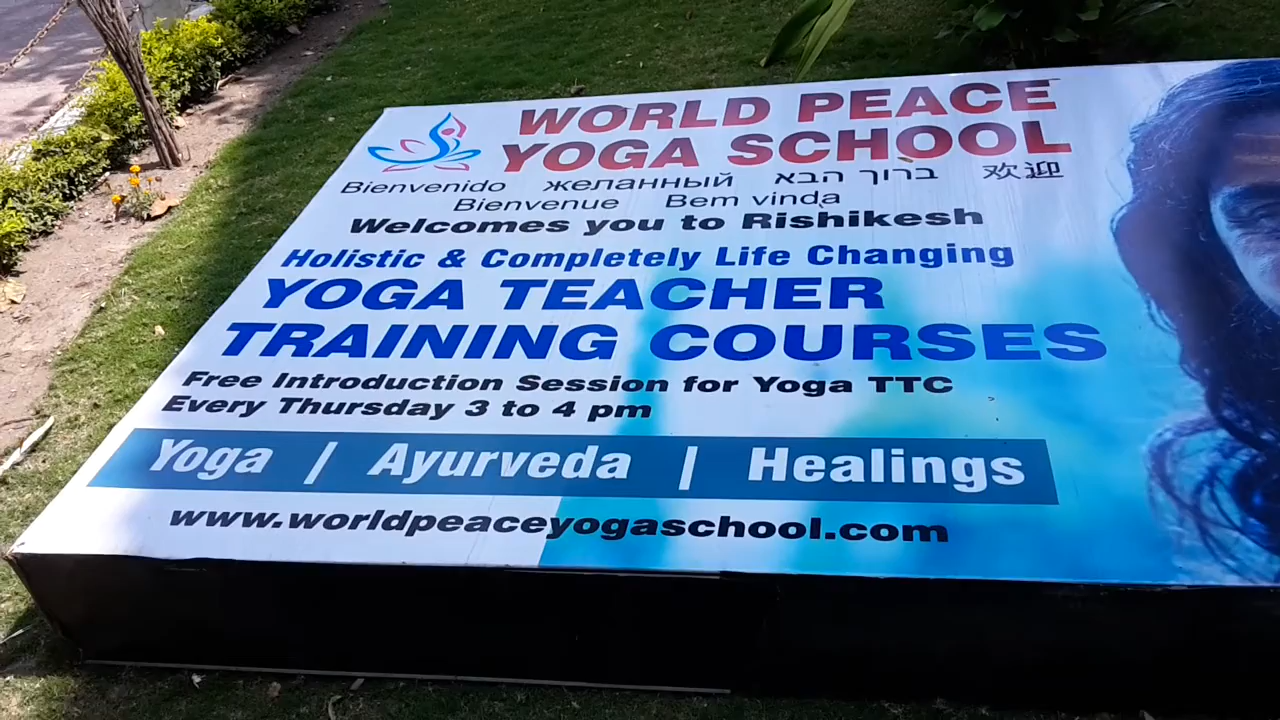 WORLD PEACE
YOGA SCHOOL
Bienvenido желанный ברוך הבא 欢迎
Bienvenue Bem vinda
Welcomes you to Rishikesh
Holistic & Completely Life Changing
YOGA TEACHER
TRAINING COURSES
Free Introduction Session for Yoga TTC
Every Thursday 3 to 4 pm
Yoga | Ayurveda | Healings
www.worldpeaceyogaschool.com